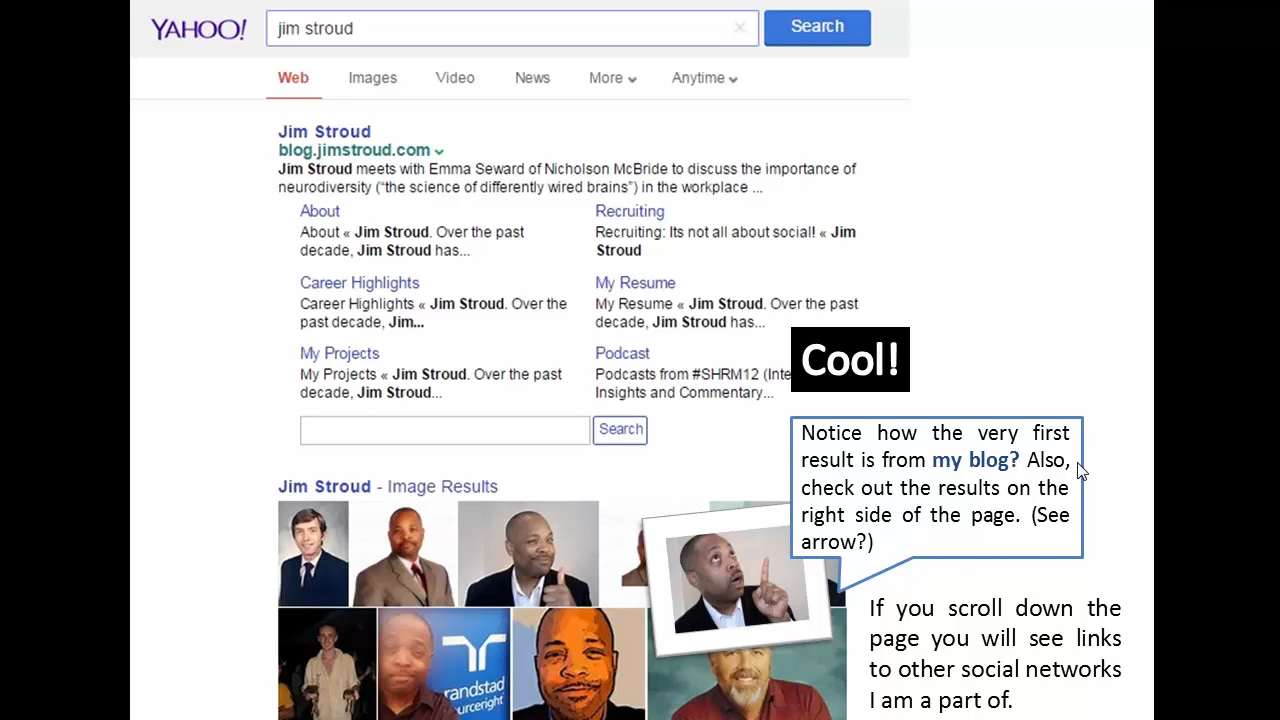 YAHOO!
jim stroud
Search
Web Images Video News More Anytime
Jim Stroud
blog.jimstroud.com
Jim Stroud meets with Emma Seward of Nicholson McBride to discuss the importance of
neurodiversity (“the science of differently wired brains”) in the workplace ...
About
About « Jim Stroud. Over the past
decade, Jim Stroud has...
Recruiting
Recruiting: Its not all about social! « Jim
Stroud
Career Highlights
Career Highlights « Jim Stroud. Over the
past decade, Jim...
My Resume
My Resume « Jim Stroud. Over the past
decade, Jim Stroud has...
My Projects
My Projects « Jim Stroud. Over the past
decade, Jim Stroud...
Podcast
Podcasts from #SHRM12 (Inte
Insights and Commentary...
Search
Cool!
Notice how the very first
result is from my blog? Also,
check out the results on the
right side of the page. (See
arrow?)
Jim Stroud - Image Results
randstad
sourceright
If you scroll down the
page you will see links
to other social networks
I am a part of.